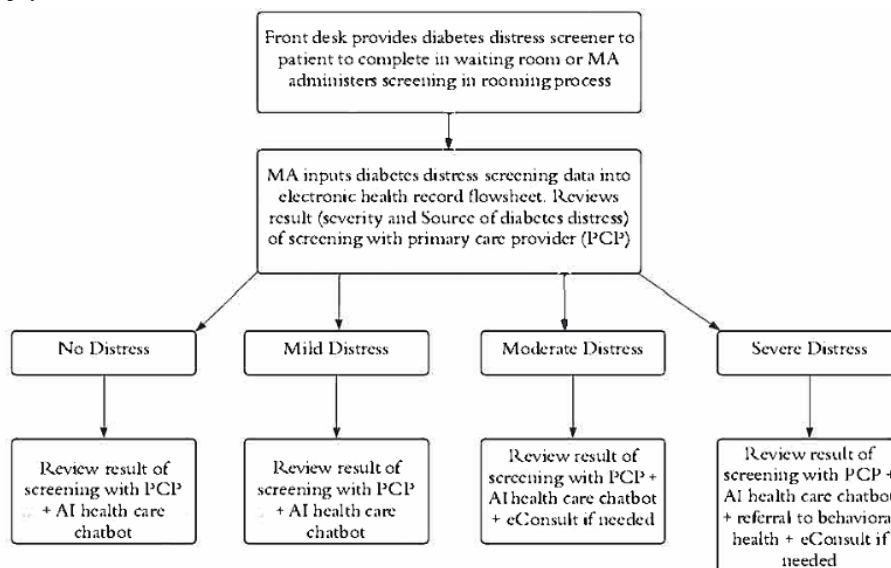 Front desk provides diabetes distress screener to
patient to complete in waiting room or MA
administers screening in rooming process
MA inputs diabetes distress screening data into
electronic health record flowsheet. Reviews
result (severity and Source of diabetes distress)
of screening with primary care provider (PCP)
No Distress
Mild Distress
Moderate Distress
Severe Distress
Review result of
screening with PCP
+ AI health care
chatbot
Review result of
screening with PCP
+ AI health care
chatbot
Review result of
screening with PCP +
AI health care chatbot
+ eConsult if needed
Review result of
screening with PCP +
AI health care chatbot
+ referral to behavioral
health + eConsult if
needed